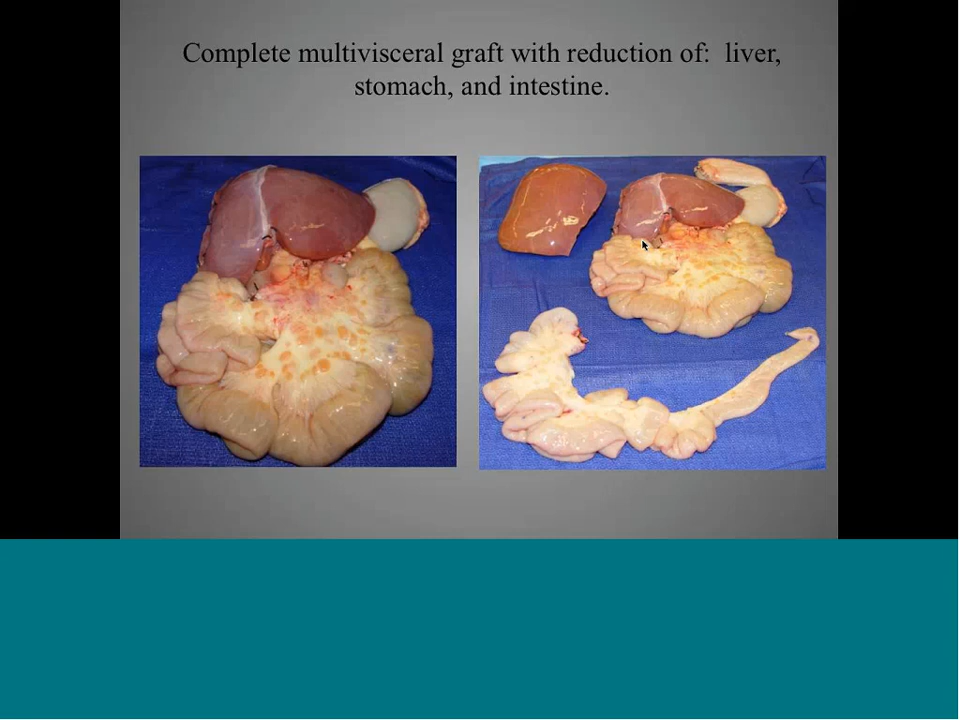 Complete multivisceral graft with reduction of:  liver,
stomach, and intestine.